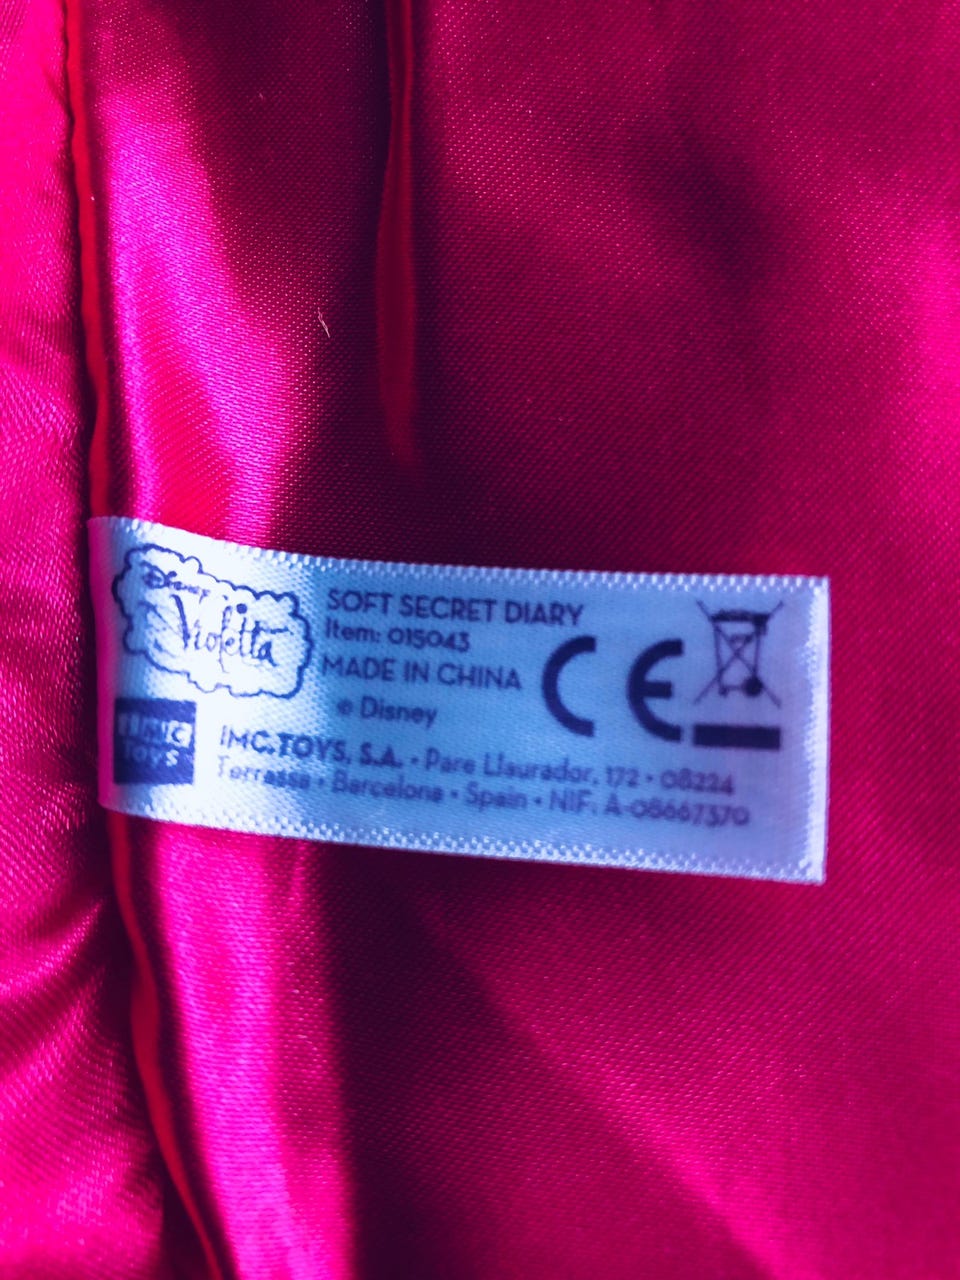 Disney
Violetta
SOFT SECRET DIARY
Item: 015043
MADE IN CHINA
© Disney
CE
IMC
TOYS
IMC.TOYS, S.A. • Pare Llaurador, 172 • 08224
Terrassa • Barcelona • Spain • NIF: A-08667370